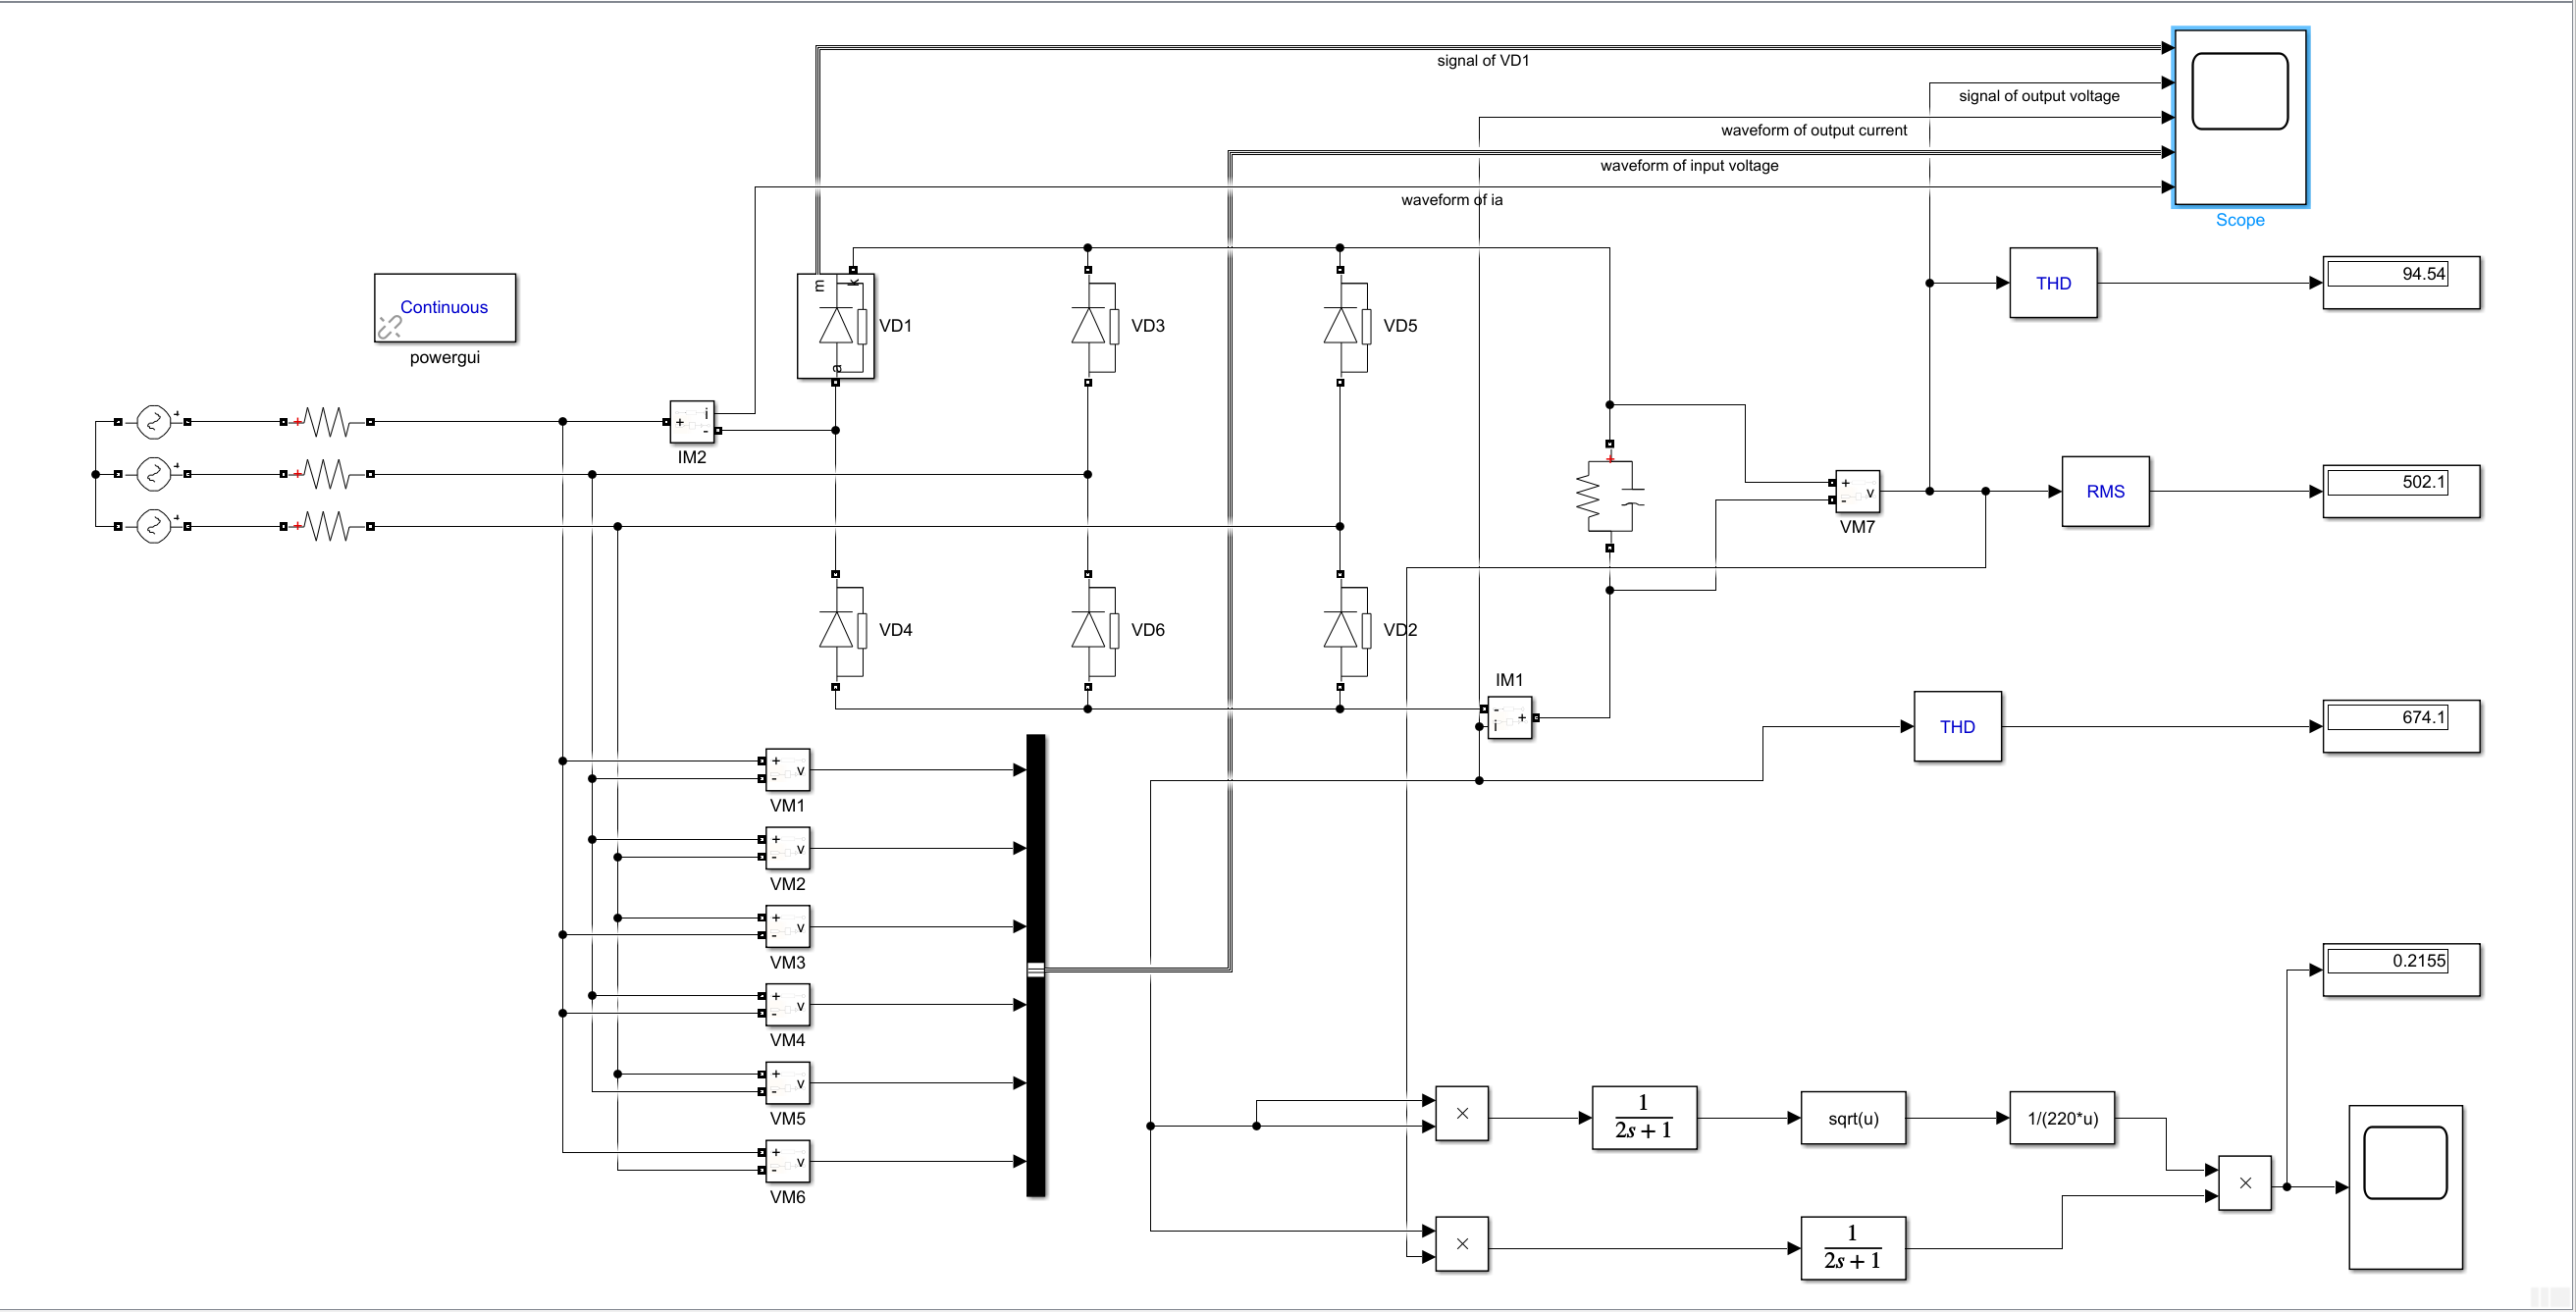 signal of VD1
signal of output voltage
waveform of output current
waveform of input voltage
waveform of ia
Scope
Continuous
powergui
m
k
a
VD1
VD3
VD5
THD
94.54
+
i
-
IM2
+
-
v
VM7
RMS
502.1
VD4
VD6
VD2
IM1
-
i
+
THD
674.1
+
-
v
VM1
+
-
v
VM2
+
-
v
VM3
+
-
v
VM4
+
-
v
VM5
+
-
v
VM6
0.2155
×
1
2s + 1
sqrt(u)
1/(220*u)
×
×
1
2s + 1